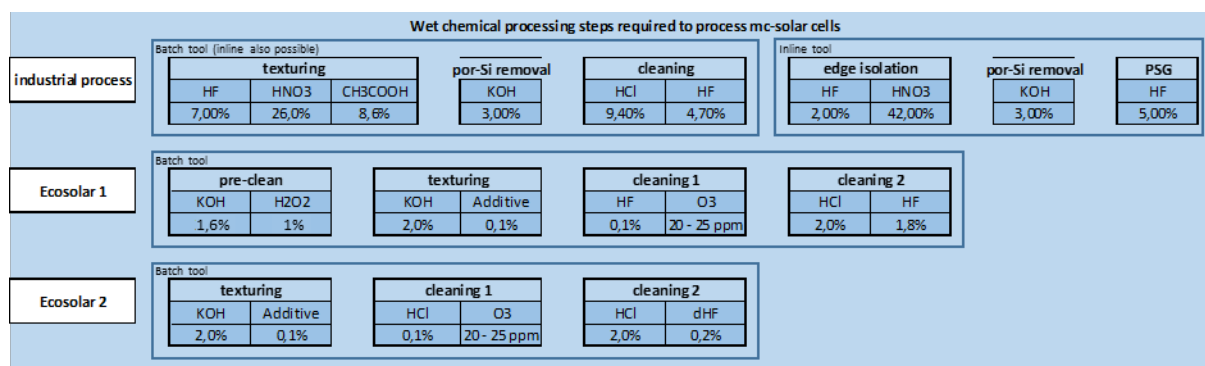 Wet chemical processing steps required to process mc-solar cells
Batch tool (inline also possible) Inline tool
industrial process texturing por-Si removal cleaning edge isolation por-Si removal PSG
HF HNO3 CH3COOH KOH HCl HF HF HNO3 KOH HF
7,00% 26,0% 8,6% 3,00% 9,40% 4,70% 2,00% 42,00% 3,00% 5,00%
Batch tool
Ecosolar 1 pre-clean texturing cleaning 1 cleaning 2
KOH H2O2 KOH Additive HF O3 HCl HF
1,6% 1% 2,0% 0,1% 0,1% 20 - 25 ppm 2,0% 1,8%
Batch tool
Ecosolar 2 texturing cleaning 1 cleaning 2
KOH Additive HCl O3 HCl dHF
2,0% 0,1% 0,1% 20 - 25 ppm 2,0% 0,2%